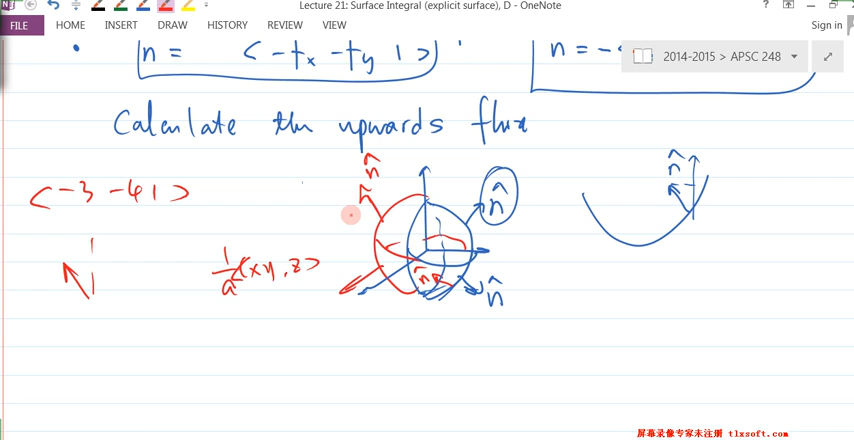 Lecture 21: Surface Integral (explicit surface), D - OneNote
FILE HOME INSERT DRAW HISTORY REVIEW VIEW Sign in
n = < -fx -fy 1 >
n = -
2014-2015 > APSC 248
Calculate the upwards flux
n̂
n̂
< -3 -4 1 >
n̂
n̂
1/a <x y, z>
n̂
n̂
屏幕录像专家未注册 tlxsoft.com